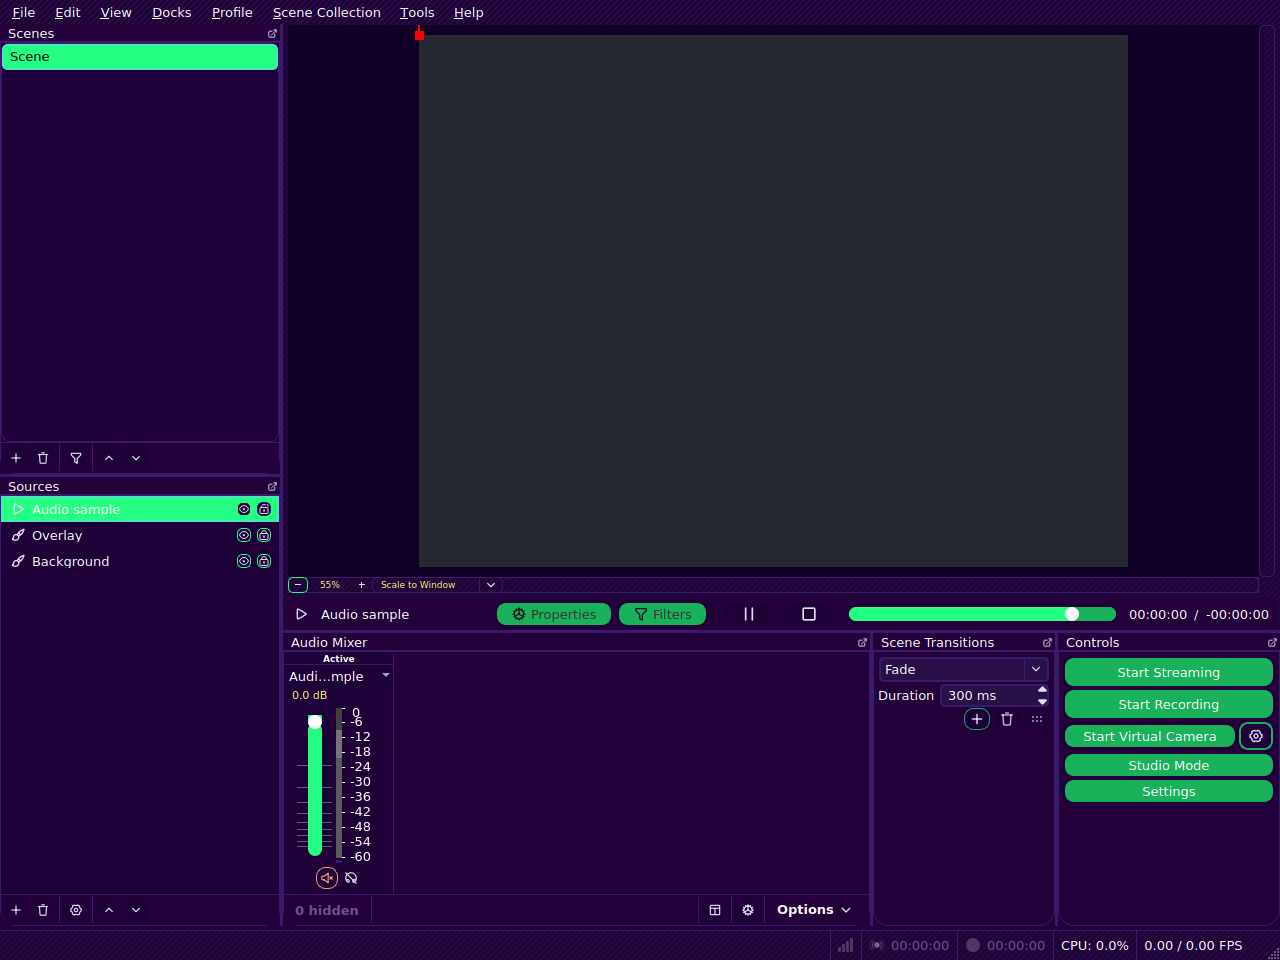 File Edit View Docks Profile Scene Collection Tools Help
Scenes
Scene
Sources
Audio sample
Overlay
Background
55% Scale to Window
Audio sample Properties Filters 00:00:00 / -00:00:00
Audio Mixer
Active
Audi...mple
0.0 dB
0
-6
-12
-18
-24
-30
-36
-42
-48
-54
-60
0 hidden
Options
Scene Transitions
Fade
Duration 300 ms
Controls
Start Streaming
Start Recording
Start Virtual Camera
Studio Mode
Settings
00:00:00 00:00:00 CPU: 0.0% 0.00 / 0.00 FPS